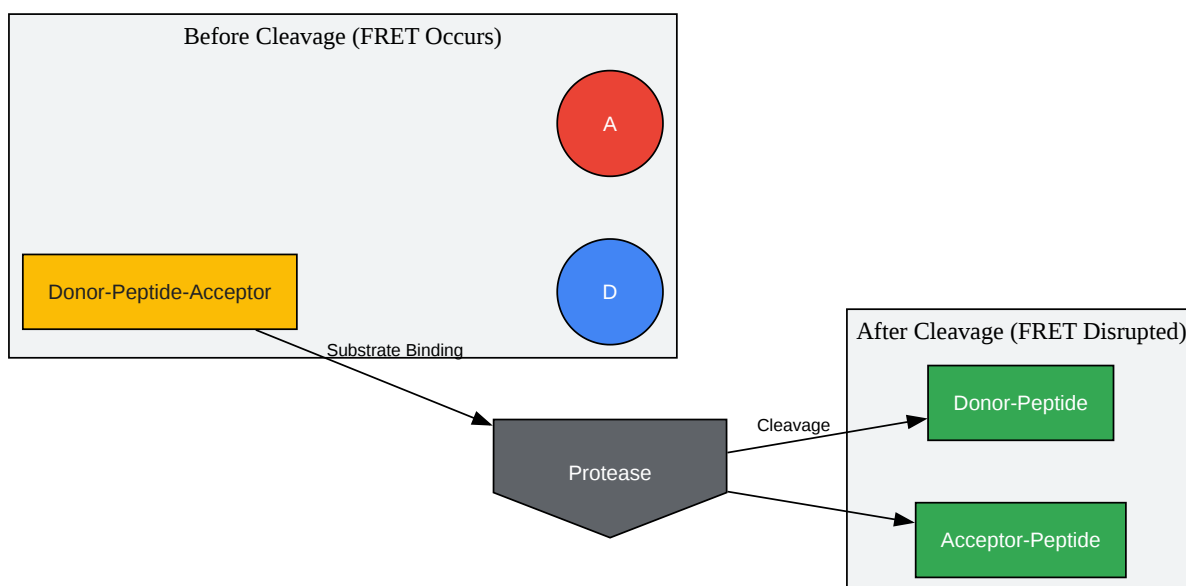 Before Cleavage (FRET Occurs)
A
D
Donor-Peptide-Acceptor
Substrate Binding
Protease
Cleavage
After Cleavage (FRET Disrupted)
Donor-Peptide
Acceptor-Peptide